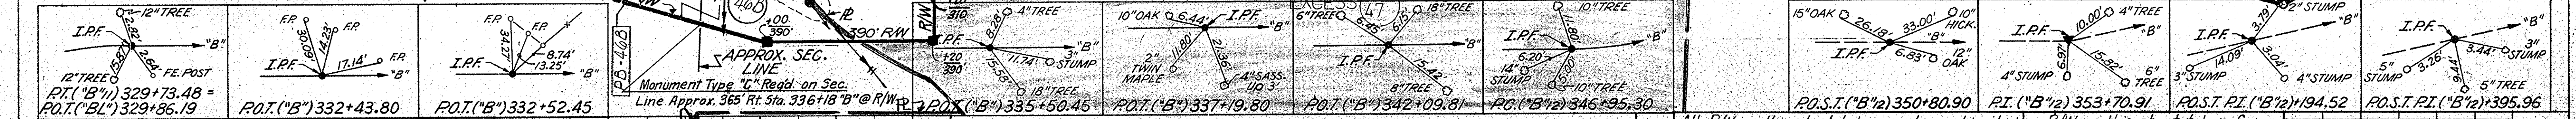 12"TREE
2.82'
I.P.F.
"B"
15.87'
2.64'
12"TREE
FE. POST
P.T.("B"1) 329+73.48 =
P.O.T.("BL") 329+86.19
F.P.
F.P.
30.09'
14.23'
F.P.
I.P.F.
17.14'
"B"
P.O.T.("B") 332+43.80
F.P.
F.P.
34.27'
8.74'
13.25'
"B"
P.O.T.("B") 332+52.45
46B
PB-46B
+00
390'
390' R/W
APPROX. SEC.
LINE
Monument Type "C" Req'd. on Sec.
Line Approx. 365' Rt. Sta. 336+18 "B" @ R/W
R/W
310
+20
390'
8.28'
4"TREE
I.P.F.
"B"
3"
STUMP
11.74'
15.58'
18"TREE
P.O.T.("B") 335+50.46
10"OAK
6.44'
I.P.F.
"B"
11.80'
21.36'
2"
TWIN
MAPLE
4"SASS.
UP 3'
P.O.T.("B") 337+19.80
EXCESS
47
6"TREE
18"TREE
6.45'
6.15'
I.P.F.
"B"
15.42'
8"TREE
P.O.T.("B") 342+09.81
10"TREE
11.80'
I.P.F.
"B"
6.20'
14"
STUMP
5.00'
10"TREE
P.C.("B"2) 346+95.30
15"OAK
26.18'
33.00'
10"
HICK.
"B"
I.P.F.
6.83'
12"
OAK
P.O.S.T.("B"2) 350+80.90
10.00'
4"TREE
I.P.F.
"B"
6.97'
15.82'
4"STUMP
6"
TREE
P.I.("B"2) 353+70.91
2"STUMP
3.79'
I.P.F.
"B"
14.09'
3.04'
3"STUMP
4"STUMP
P.O.S.T. P.I.("B"2)+194.52
I.P.F.
"B"
3.44'
3"
STUMP
5"
STUMP
3.26'
9.44'
5"TREE
P.O.S.T. P.I.("B"2)+395.96